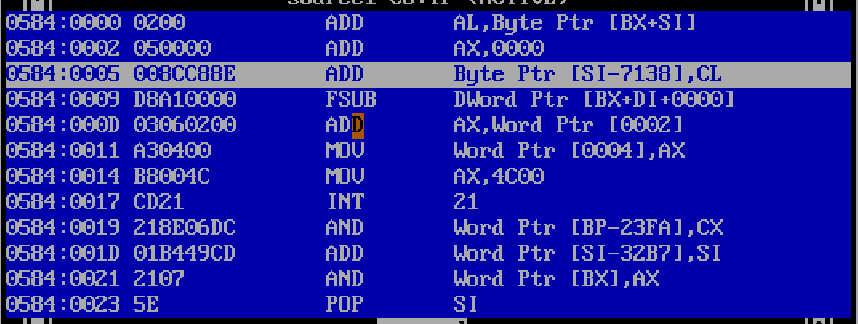 0584:0000 0200 ADD AL,Byte Ptr [BX+SI]
0584:0002 050000 ADD AX,0000
0584:0005 008CC88E ADD Byte Ptr [SI-7138],CL
0584:0009 D8A10000 FSUB DWord Ptr [BX+DI+0000]
0584:000D 03060200 ADD AX,Word Ptr [0002]
0584:0011 A30400 MOV Word Ptr [0004],AX
0584:0014 B8004C MOV AX,4C00
0584:0017 CD21 INT 21
0584:0019 218E06DC AND Word Ptr [BP-23FA],CX
0584:001D 01B449CD ADD Word Ptr [SI-32B7],SI
0584:0021 2107 AND Word Ptr [BX],AX
0584:0023 5E POP SI